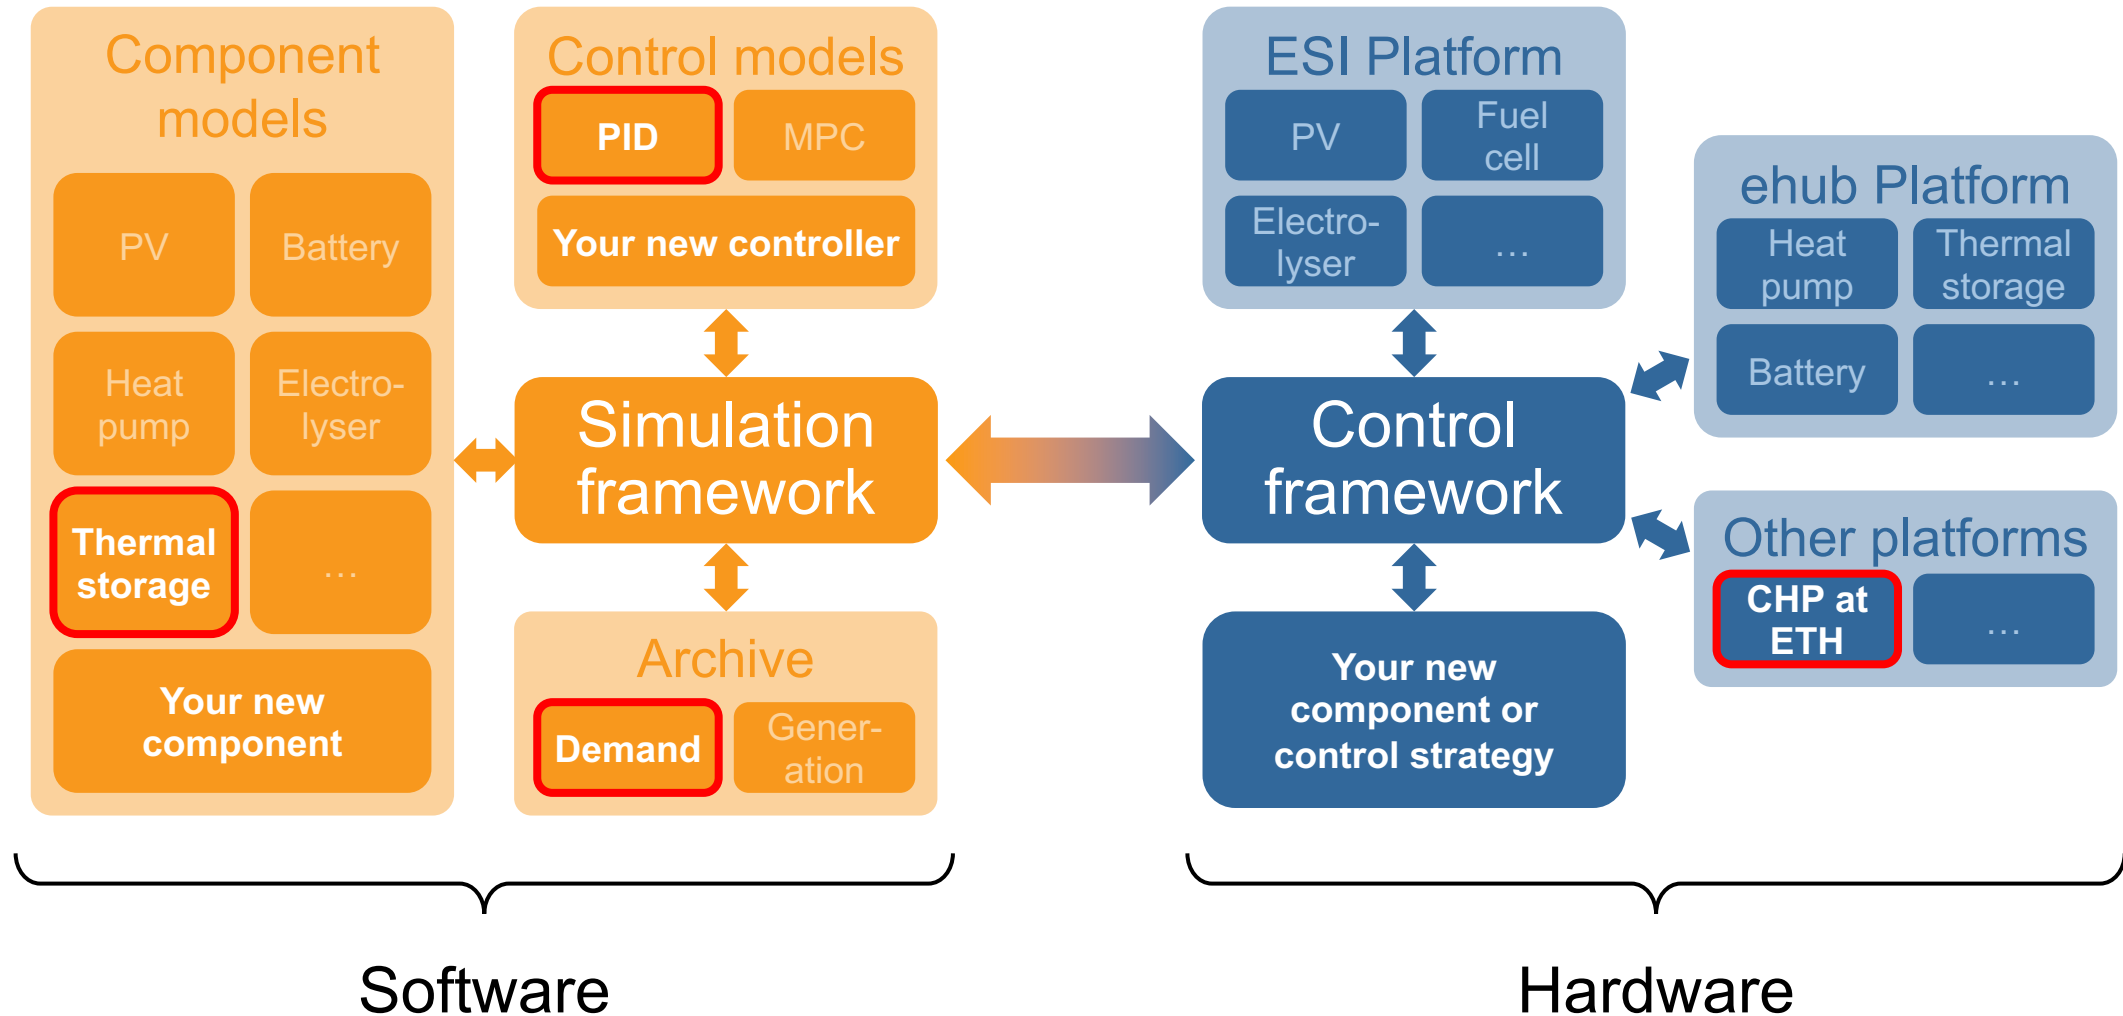 Component
models
PV
Battery
Heat
pump
Electro-
lyser
Thermal
storage
...
Your new
component
Control models
PID
MPC
Your new controller
Simulation
framework
Archive
Demand
Gener-
ation
ESI Platform
PV
Fuel
cell
Electro-
lyser
...
Control
framework
Your new
component or
control strategy
ehub Platform
Heat
pump
Thermal
storage
Battery
...
Other platforms
CHP at
ETH
...
Software
Hardware